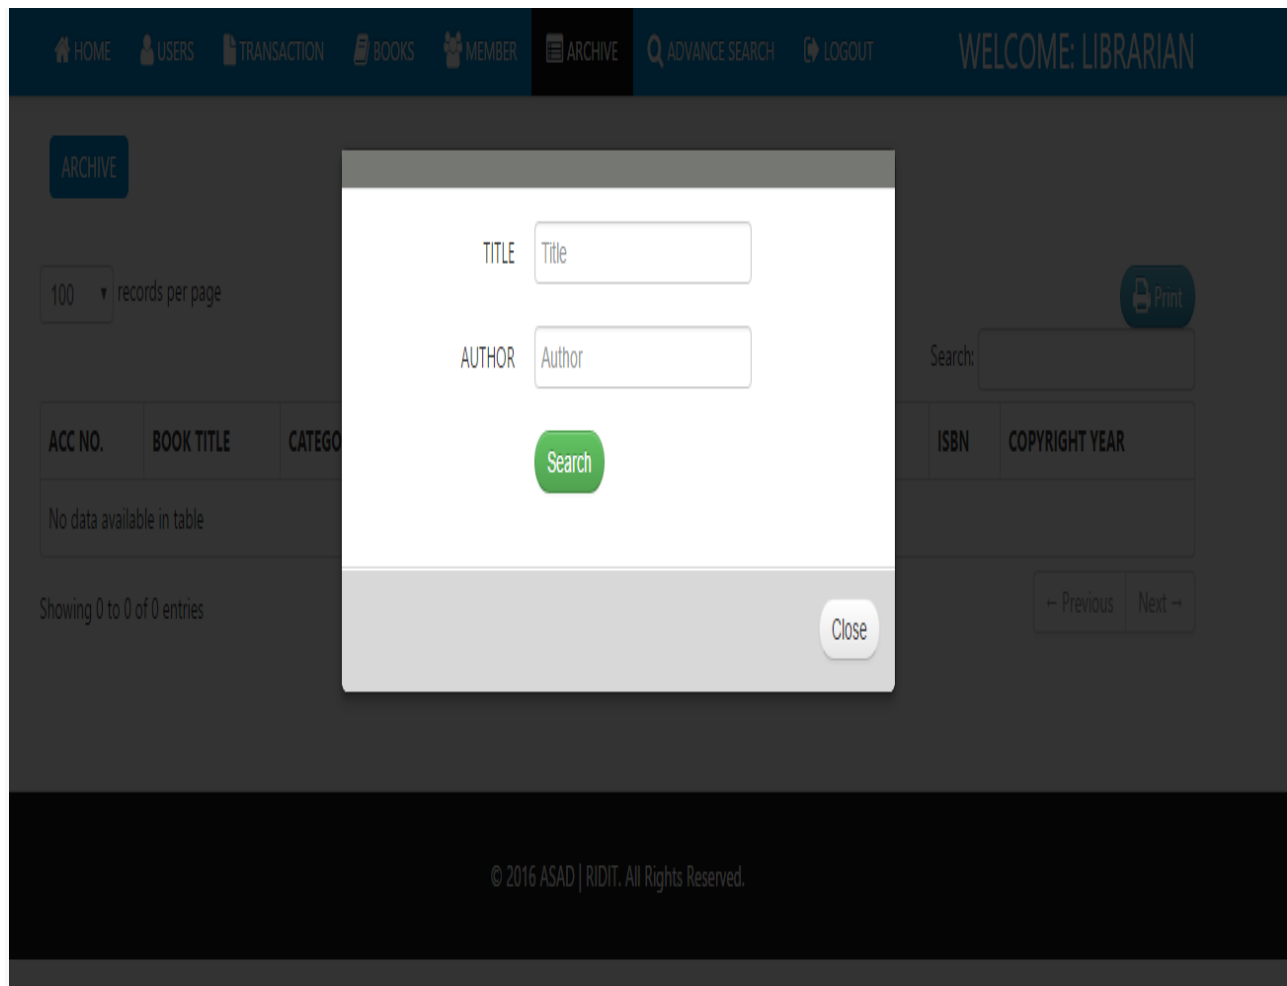 HOME USERS TRANSACTION BOOKS MEMBER ARCHIVE ADVANCE SEARCH LOGOUT WELCOME: LIBRARIAN
ARCHIVE
TITLE Title
100 records per page Print
AUTHOR Author
Search:
ACC NO. BOOK TITLE CATEGO ISBN COPYRIGHT YEAR
Search
No data available in table
Showing 0 to 0 of 0 entries ← Previous Next →
Close
© 2016 ASAD | RIDIT. All Rights Reserved.